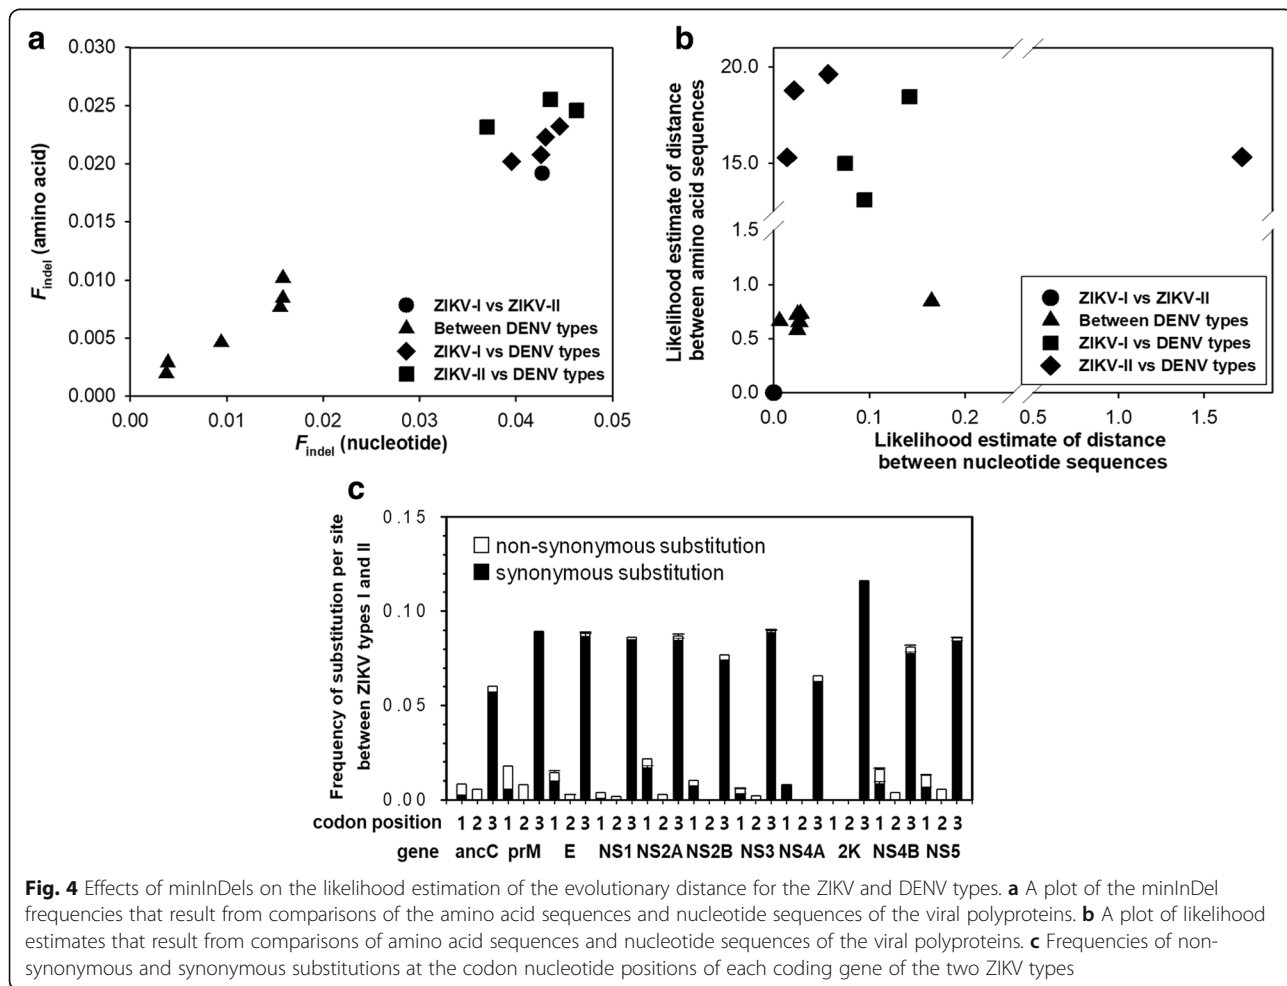 a
0.030
0.025
0.020
0.015
0.010
0.005
0.000
Findel (amino acid)
ZIKV-I vs ZIKV-II
Between DENV types
ZIKV-I vs DENV types
ZIKV-II vs DENV types
0.00 0.01 0.02 0.03 0.04 0.05
Findel (nucleotide)
b
20.0
15.0
1.5
1.0
0.5
0.0
Likelihood estimate of distance
between amino acid sequences
ZIKV-I vs ZIKV-II
Between DENV types
ZIKV-I vs DENV types
ZIKV-II vs DENV types
0.0 0.1 0.2 0.5 1.0 1.5
Likelihood estimate of distance
between nucleotide sequences
c
0.15
0.10
0.05
0.00
Frequency of substitution per site
between ZIKV types I and II
non-synonymous substitution
synonymous substitution
codon position 1 2 3 1 2 3 1 2 3 1 2 3 1 2 3 1 2 3 1 2 3 1 2 3 1 2 3 1 2 3 1 2 3
gene ancC prM E NS1 NS2A NS2B NS3 NS4A 2K NS4B NS5
Fig. 4 Effects of minInDels on the likelihood estimation of the evolutionary distance for the ZIKV and DENV types. a A plot of the minInDel
frequencies that result from comparisons of the amino acid sequences and nucleotide sequences of the viral polyproteins. b A plot of likelihood
estimates that result from comparisons of amino acid sequences and nucleotide sequences of the viral polyproteins. c Frequencies of non-
synonymous and synonymous substitutions at the codon nucleotide positions of each coding gene of the two ZIKV types